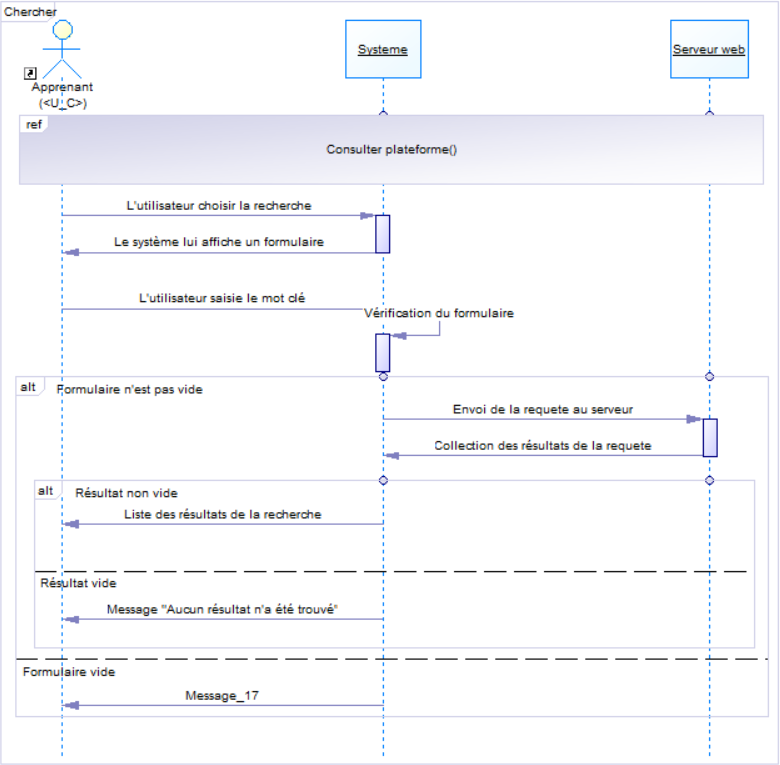 Chercher
Systeme
Serveur web
Apprenant
(<U_C>)
ref
Consulter plateforme()
L'utilisateur choisir la recherche
Le système lui affiche un formulaire
L'utilisateur saisie le mot clé
Vérification du formulaire
alt
Formulaire n'est pas vide
Envoi de la requete au serveur
Collection des résultats de la requete
alt
Résultat non vide
Liste des résultats de la recherche
Résultat vide
Message "Aucun résultat n'a été trouvé"
Formulaire vide
Message_17